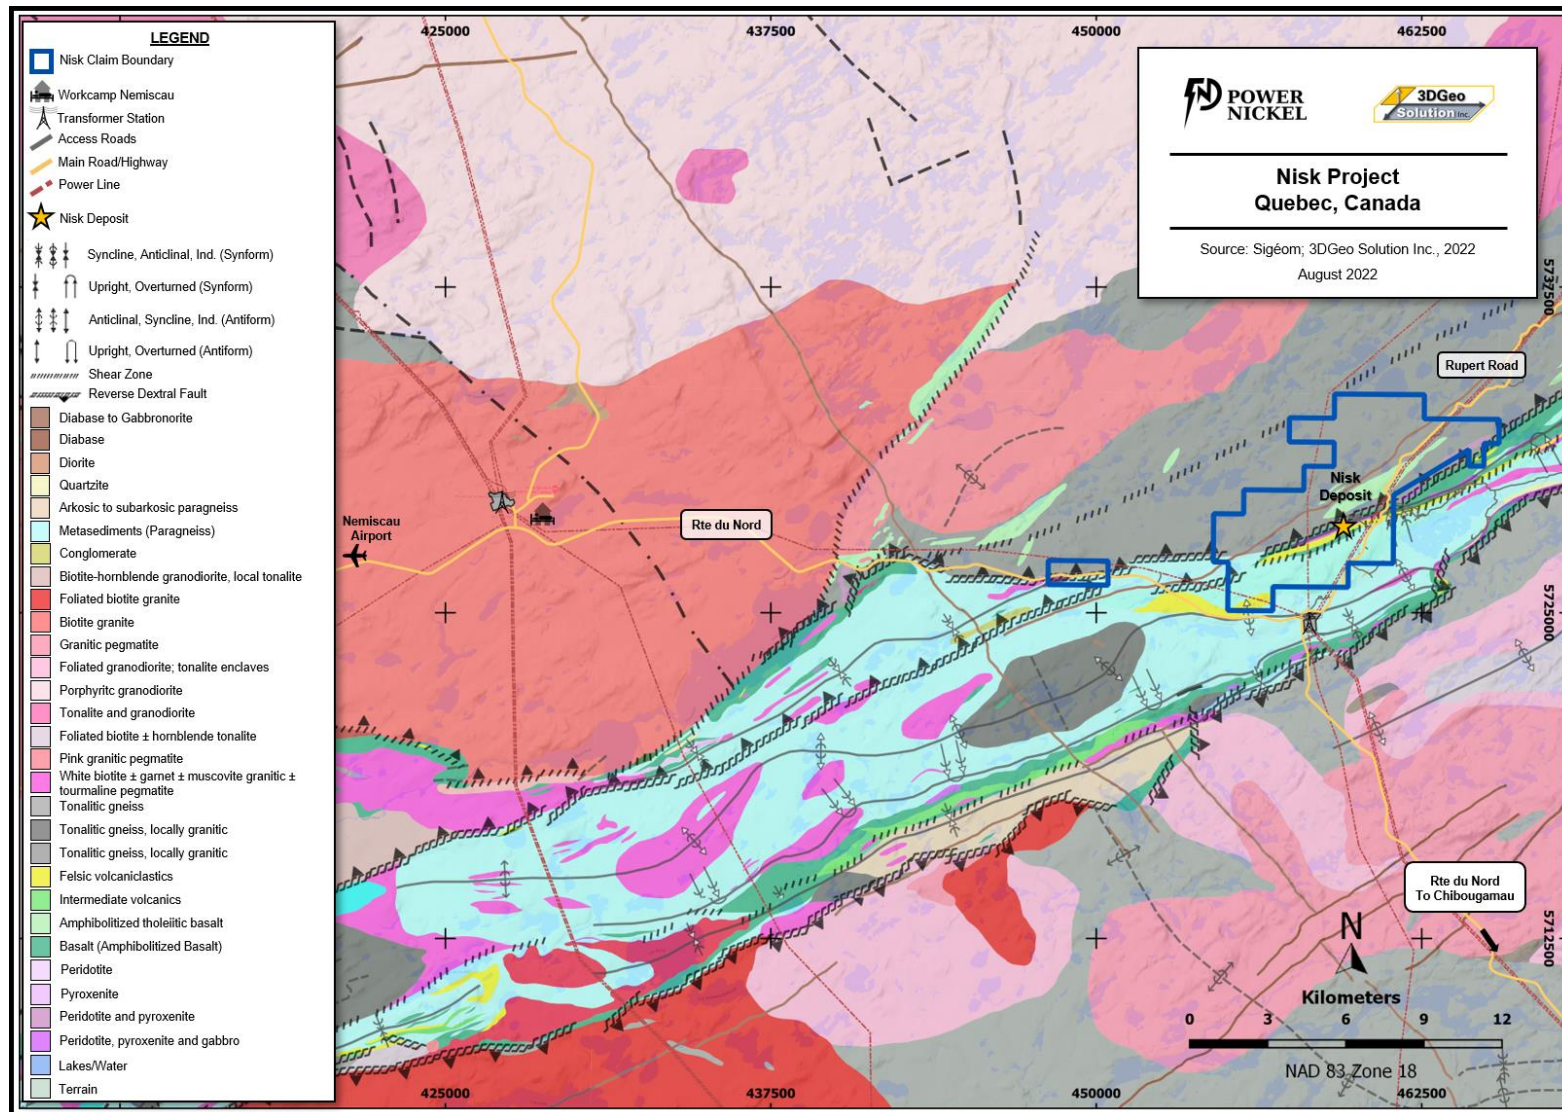 LEGEND
Nisk Claim Boundary
Workcamp Nemiscau
Transformer Station
Access Roads
Main Road/Highway
Power Line
Nisk Deposit
Syncline, Anticlinal, Ind. (Synform)
Upright, Overturned (Synform)
Anticlinal, Syncline, Ind. (Antiform)
Upright, Overturned (Antiform)
Shear Zone
Reverse Dextral Fault
Diabase to Gabbronorite
Diabase
Diorite
Quartzite
Arkosic to subarkosic paragneiss
Metasediments (Paragneiss)
Conglomerate
Biotite-hornblende granodiorite, local tonalite
Foliated biotite granite
Biotite granite
Granitic pegmatite
Foliated granodiorite; tonalite enclaves
Porphyritc granodiorite
Tonalite and granodiorite
Foliated biotite ± hornblende tonalite
Pink granitic pegmatite
White biotite ± garnet ± muscovite granitic ±
tourmaline pegmatite
Tonalitic gneiss
Tonalitic gneiss, locally granitic
Tonalitic gneiss, locally granitic
Felsic volcaniclastics
Intermediate volcanics
Amphibolitized tholeiitic basalt
Basalt (Amphibolitized Basalt)
Peridotite
Pyroxenite
Peridotite and pyroxenite
Peridotite, pyroxenite and gabbro
Lakes/Water
Terrain
425000
437500
450000
462500
POWER
NICKEL
3DGeo
Solution Inc.
Nisk Project
Quebec, Canada
Source: Sigéom; 3DGeo Solution Inc., 2022
August 2022
5737500
Rupert Road
Nisk
Deposit
Nemiscau
Airport
Rte du Nord
5725000
Rte du Nord
To Chibougamau
5712500
N
Kilometers
0 3 6 9 12
NAD 83 Zone 18
425000
437500
450000
462500